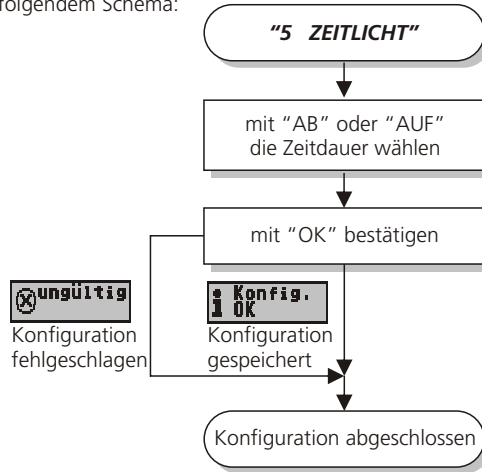 folgendem Schema:
"5 ZEITLICHT"
mit "AB" oder "AUF"
die Zeitdauer wählen
mit "OK" bestätigen
ungültig
Konfiguration
fehlgeschlagen
i Konfig.
OK
Konfiguration
gespeichert
Konfiguration abgeschlossen